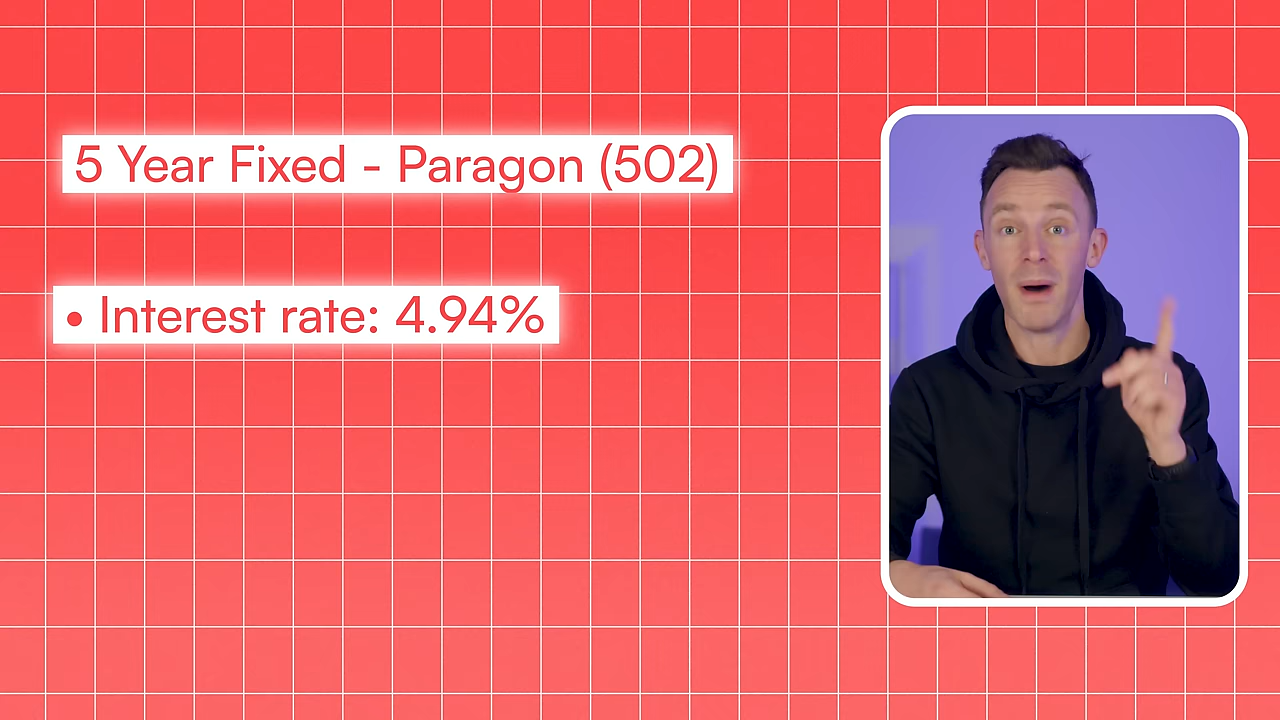 5 Year Fixed - Paragon (502)
• Interest rate: 4.94%